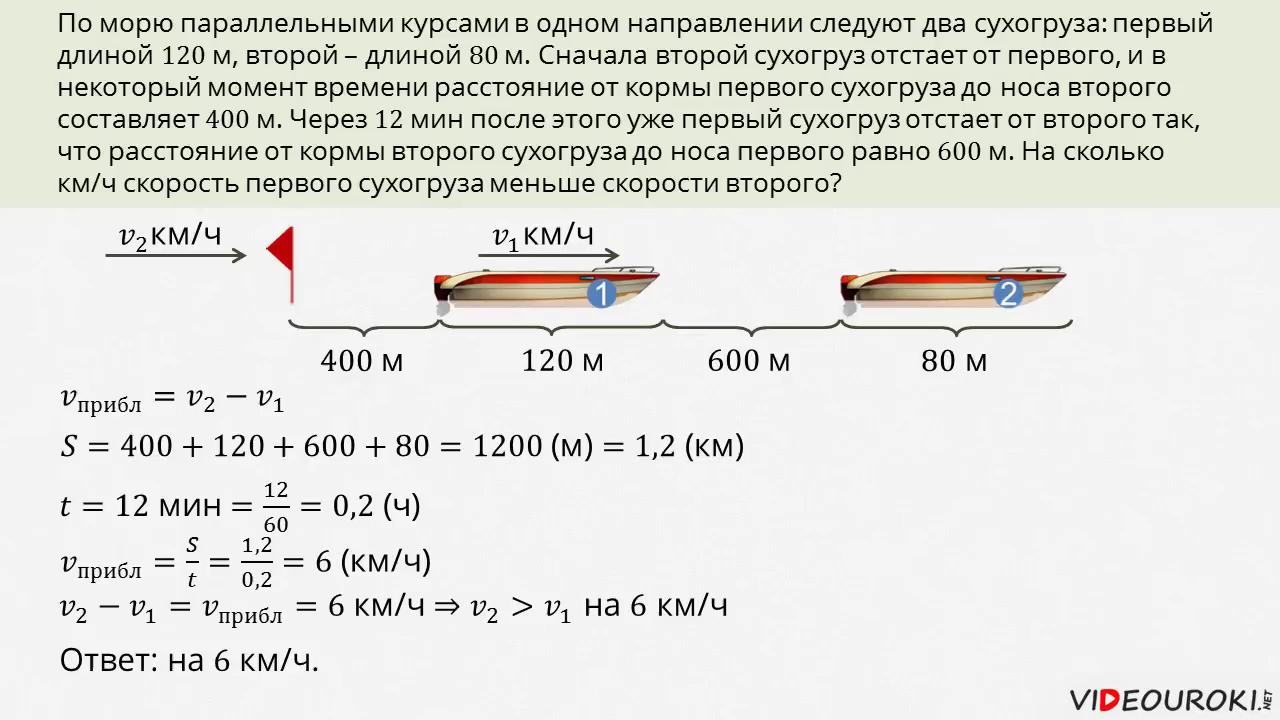 По морю параллельными курсами в одном направлении следуют два сухогруза: первый
длиной 120 м, второй – длиной 80 м. Сначала второй сухогруз отстает от первого, и в
некоторый момент времени расстояние от кормы первого сухогруза до носа второго
составляет 400 м. Через 12 мин после этого уже первый сухогруз отстает от второго так,
что расстояние от кормы второго сухогруза до носа первого равно 600 м. На сколько
км/ч скорость первого сухогруза меньше скорости второго?
v₂ км/ч v₁ км/ч
1 2
400 м 120 м 600 м 80 м
vприбл = v₂ − v₁
S = 400 + 120 + 600 + 80 = 1200 (м) = 1,2 (км)
t = 12 мин = 12/60 = 0,2 (ч)
vприбл = S/t = 1,2/0,2 = 6 (км/ч)
v₂ − v₁ = vприбл = 6 км/ч ⇒ v₂ > v₁ на 6 км/ч
Ответ: на 6 км/ч.
VIDEOUROKI.NET